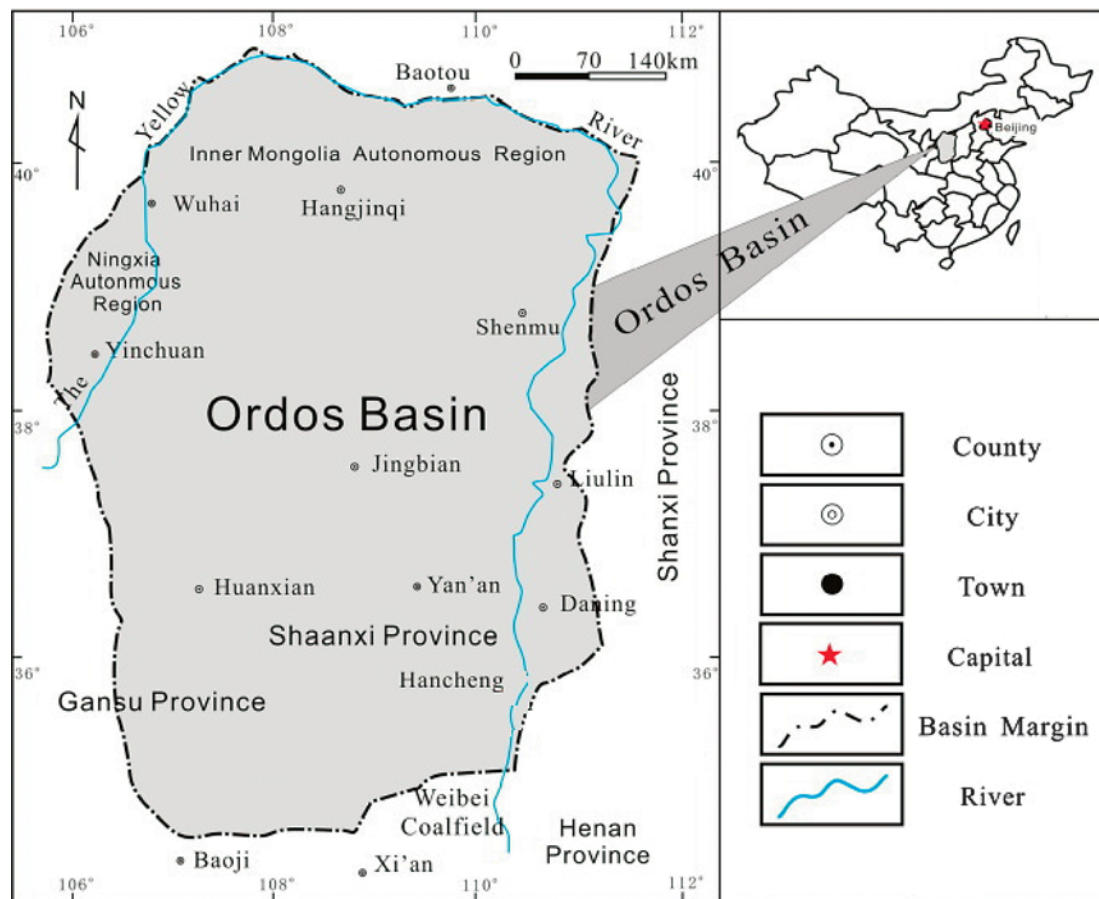 106°
108°
110°
112°
0 70 140km
Baotou
N
Yellow
River
Beijing
Inner Mongolia Autonomous Region
40°
40°
Wuhai
Hangjinqi
Ningxia
Autonmous
Region
Ordos Basin
Shenmu
Yinchuan
The
Ordos Basin
38°
38°
Shanxi Province
County
Jingbian
Liulin
City
Huanxian
Yan'an
Daning
Town
Shaanxi Province
36°
36°
Capital
Hancheng
Gansu Province
Basin Margin
Weibei
Coalfield
River
Henan
Province
Baoji
Xi'an
106°
108°
110°
112°